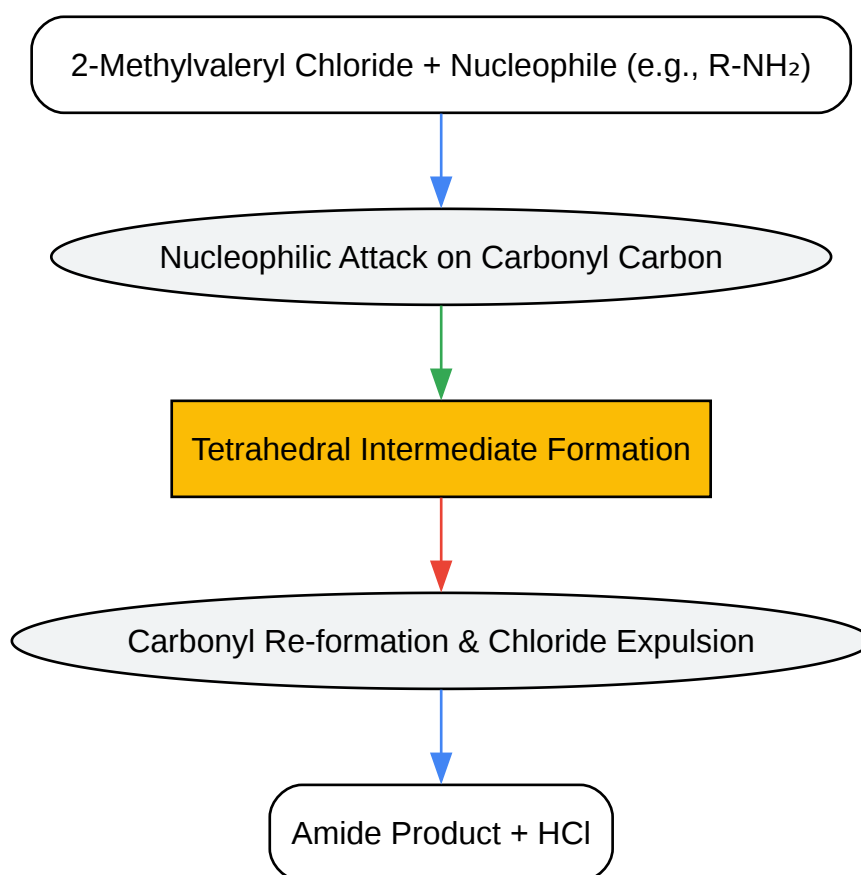 2-Methylvaleryl Chloride + Nucleophile (e.g., R-NH₂)
Nucleophilic Attack on Carbonyl Carbon
Tetrahedral Intermediate Formation
Carbonyl Re-formation & Chloride Expulsion
Amide Product + HCl